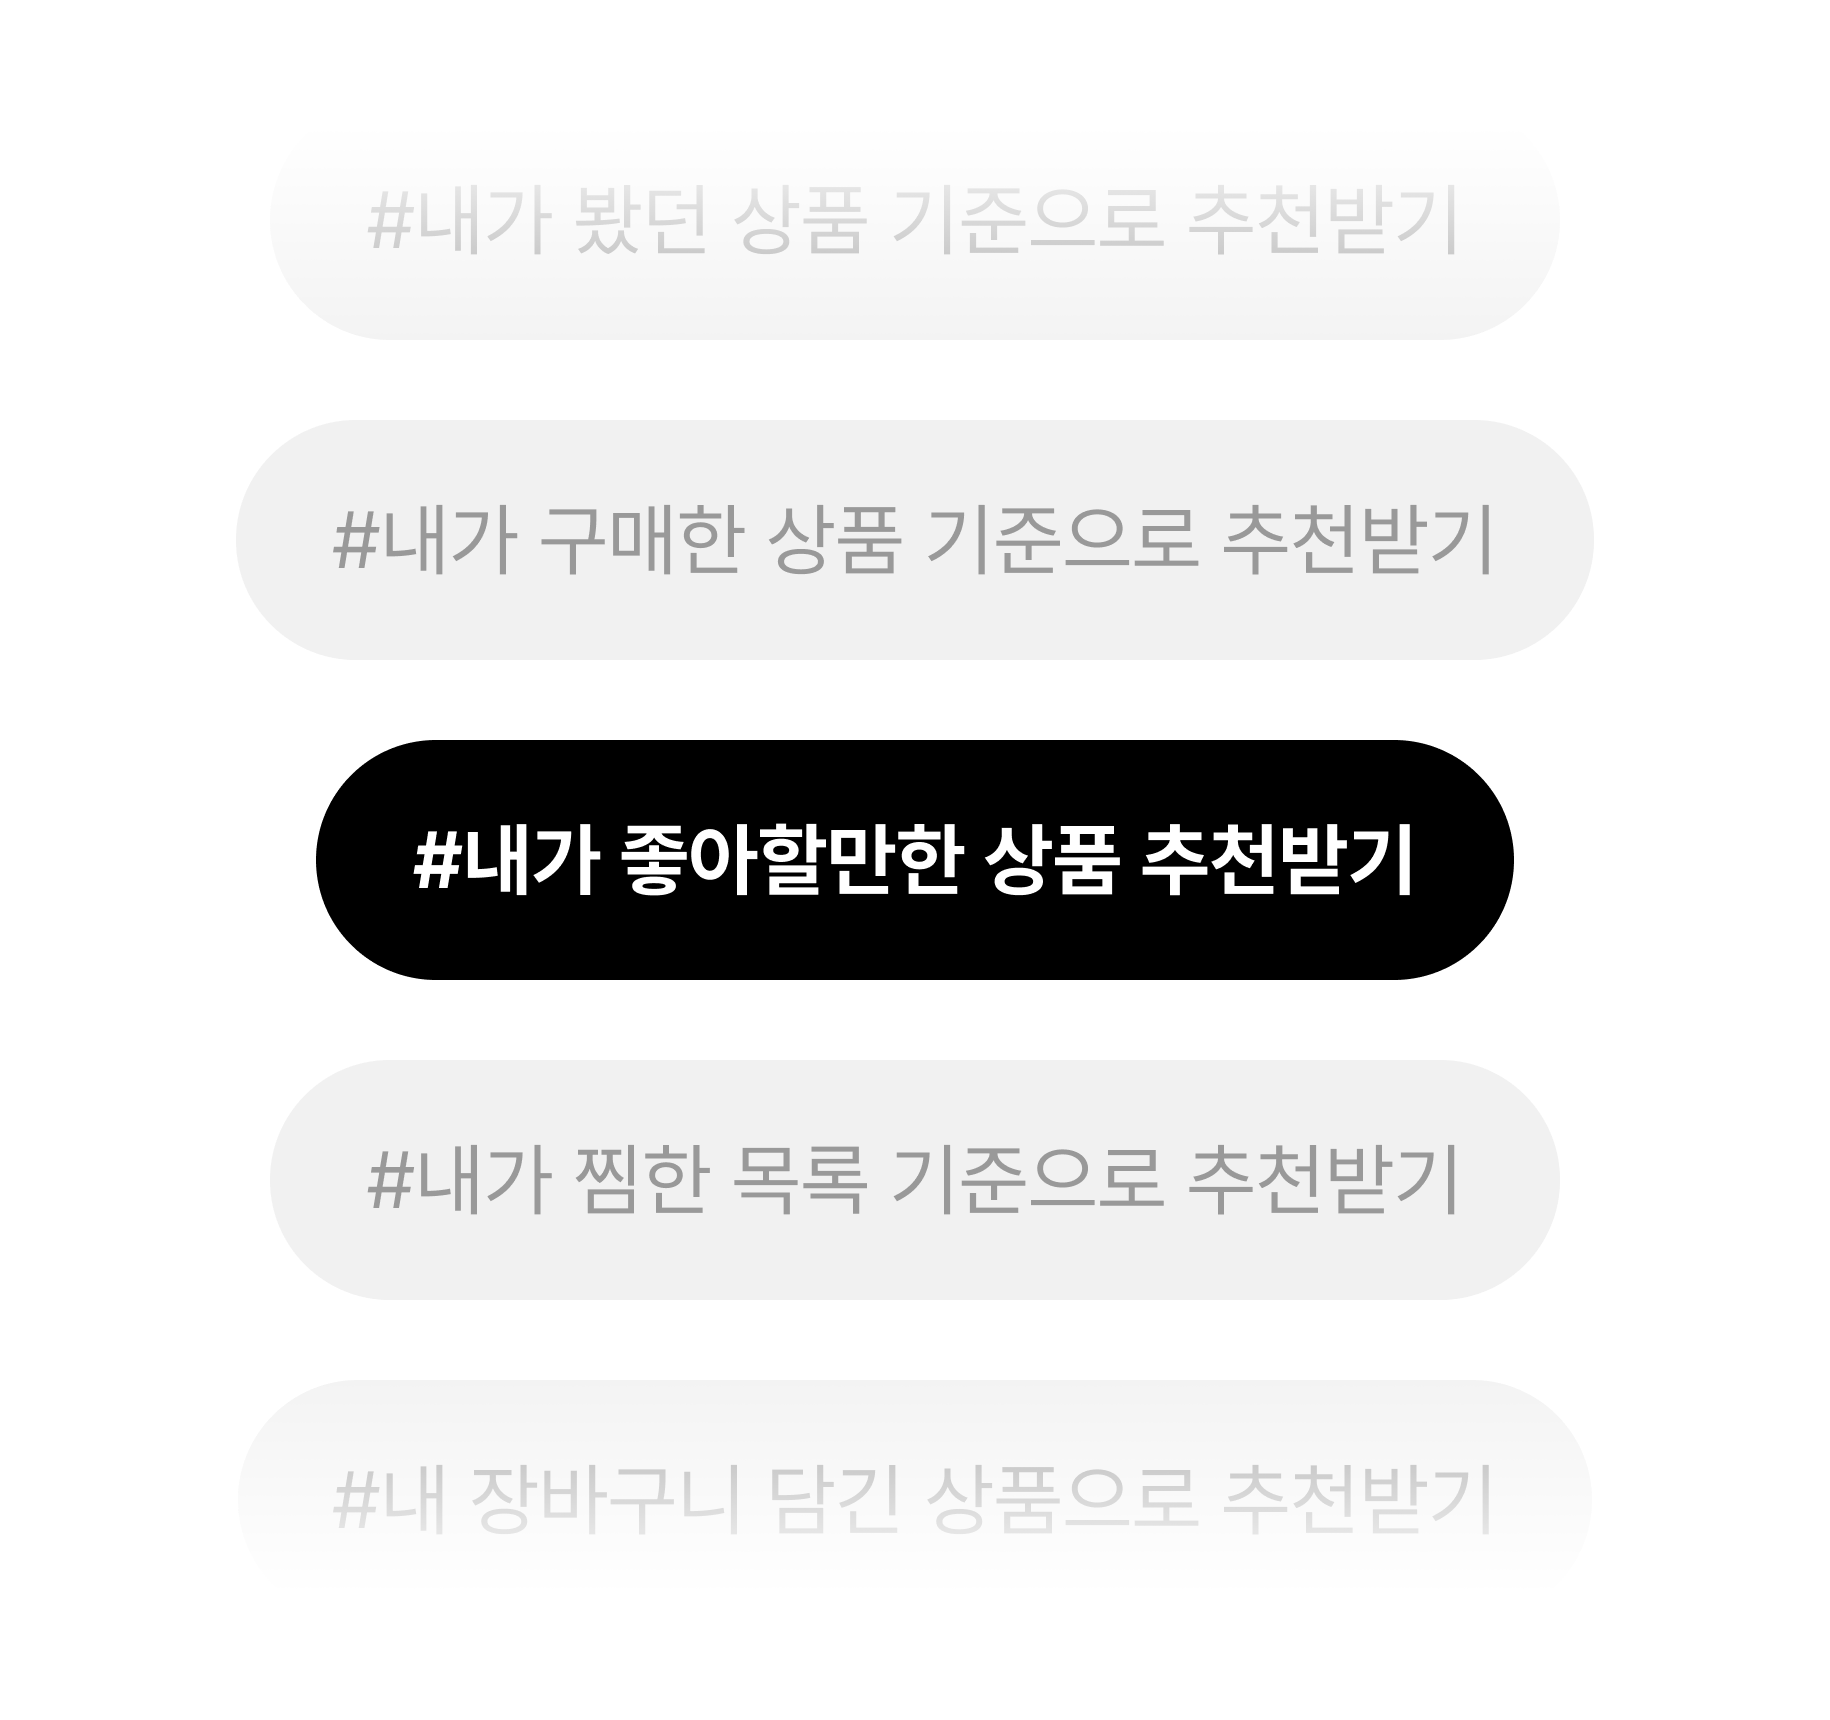 #내가 봤던 상품 기준으로 추천받기
#내가 구매한 상품 기준으로 추천받기
#내가 좋아할만한 상품 추천받기
#내가 찜한 목록 기준으로 추천받기
#내 장바구니 담긴 상품으로 추천받기